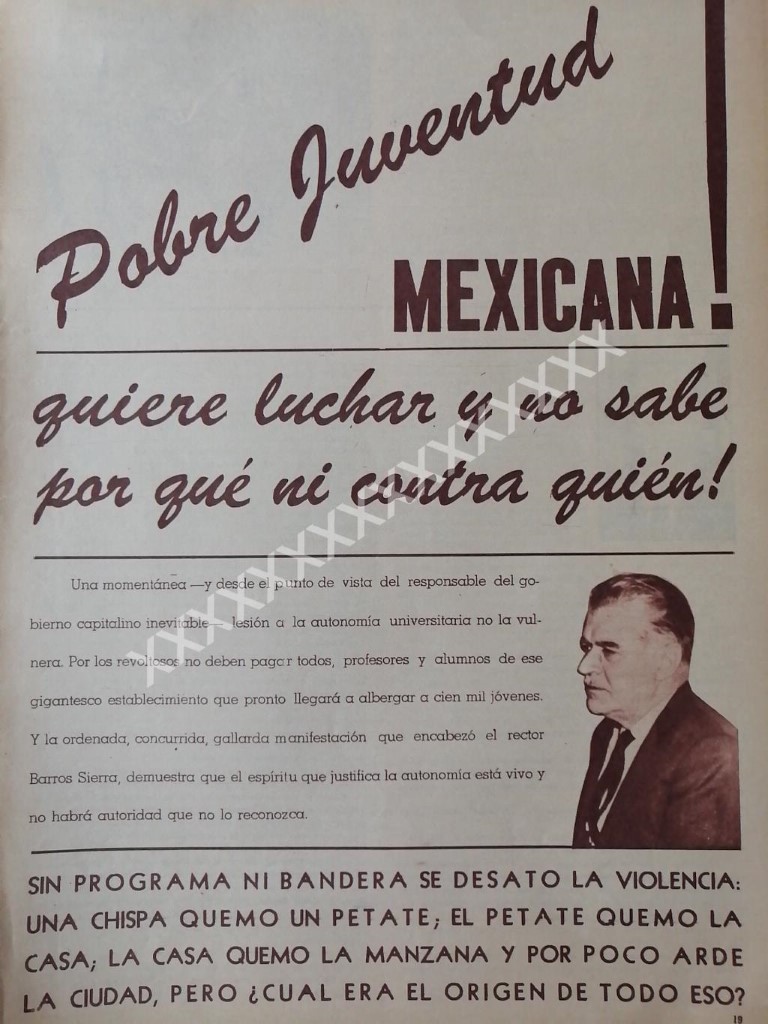 Pobre Juventud
MEXICANA!
quiere luchar y no sabe
por qué ni contra quién!
Una momentánea —y desde el punto de vista del responsable del go-
bierno capitalino inevitable— lesión a la autonomía universitaria no la vul-
nera. Por los revoltosos no deben pagar todos, profesores y alumnos de ese
gigantesco establecimiento que pronto llegará a albergar a cien mil jóvenes.
Y la ordenada, concurrida, gallarda manifestación que encabezó el rector
Barros Sierra, demuestra que el espíritu que justifica la autonomía está vivo y
no habrá autoridad que no lo reconozca.
SIN PROGRAMA NI BANDERA SE DESATO LA VIOLENCIA:
UNA CHISPA QUEMO UN PETATE; EL PETATE QUEMO LA
CASA; LA CASA QUEMO LA MANZANA Y POR POCO ARDE
LA CIUDAD, PERO ¿CUAL ERA EL ORIGEN DE TODO ESO?
19
XXXXXXXXXXXXXXXXX